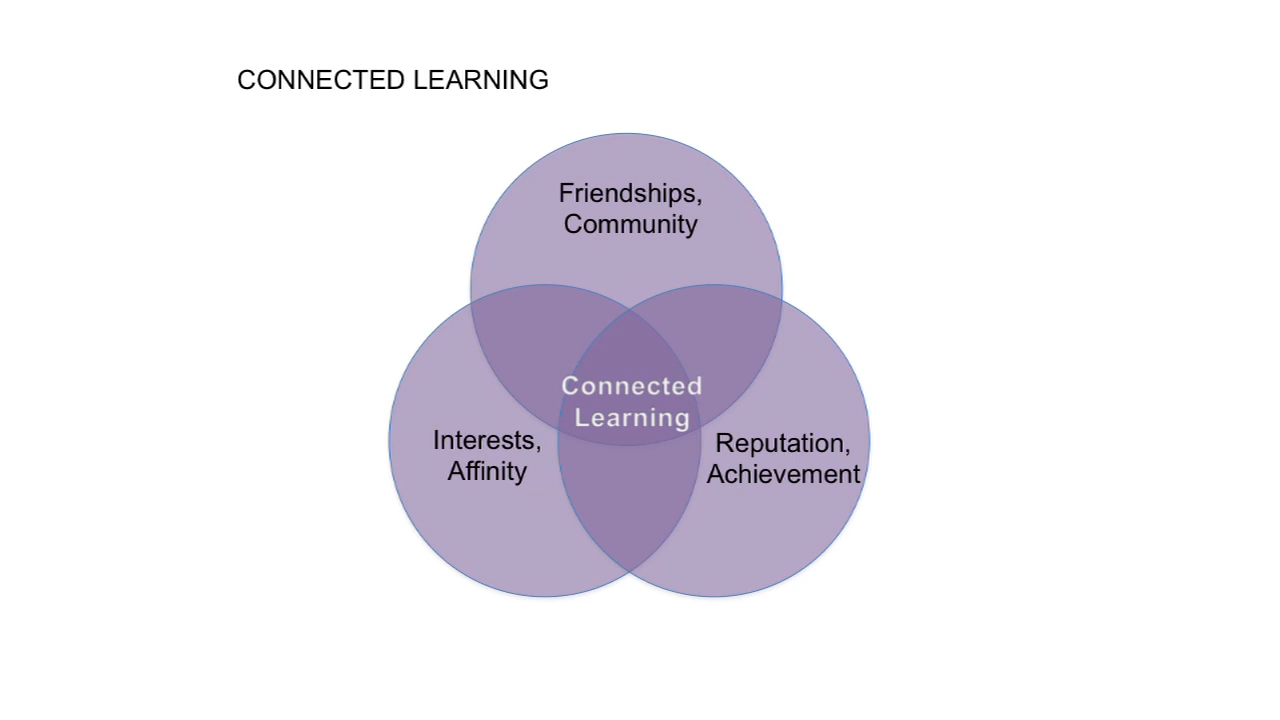 CONNECTED LEARNING
Friendships,
Community
Connected
Learning
Interests,
Affinity
Reputation,
Achievement